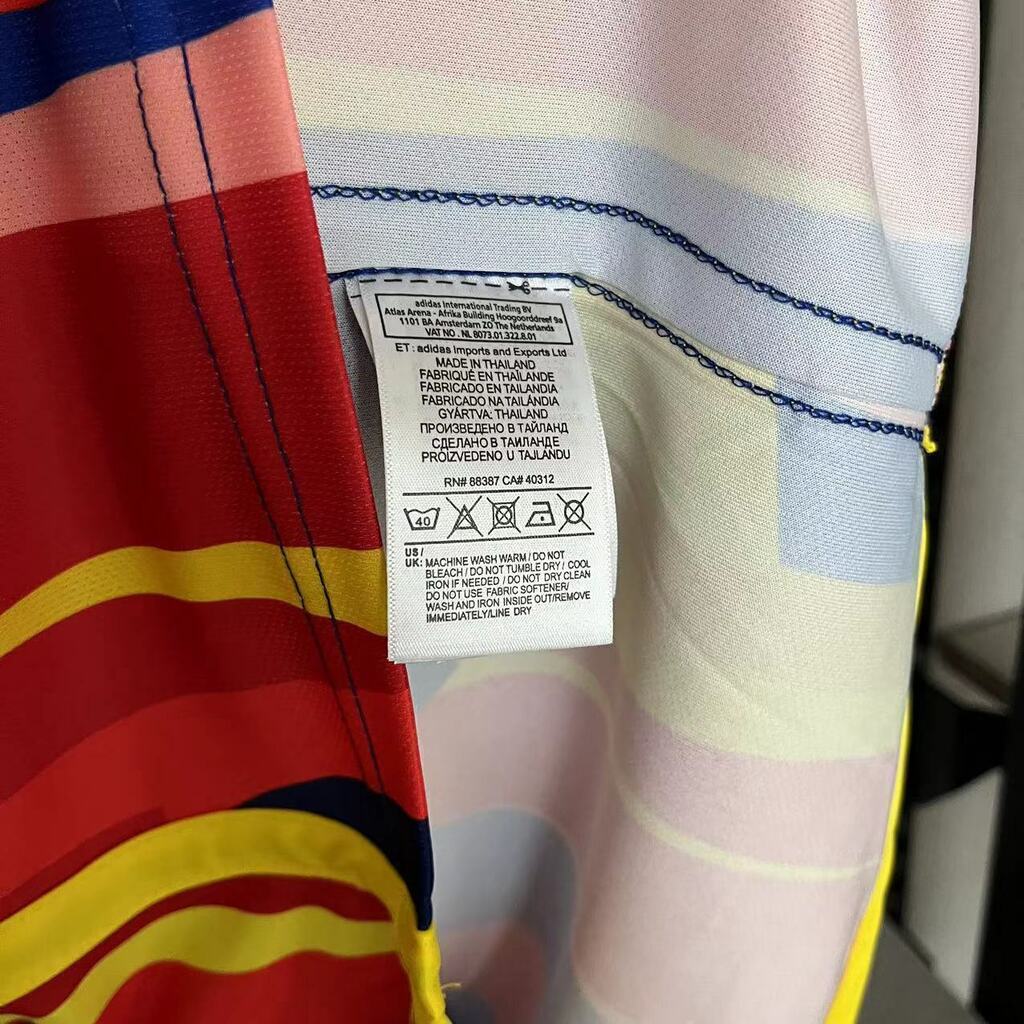 adidas International Trading BV
Atlas Arena - Afrika Building Hoogoorddreef 9a
1101 BA Amsterdam ZO The Netherlands
VAT NO. NL 8073.01.322.8.01
ET : adidas Imports and Exports Ltd
MADE IN THAILAND
FABRIQUÉ EN THAÏLANDE
FABRICADO EN TAILANDIA
FABRICADO NA TAILÂNDIA
GYÁRTVA: THAILAND
ПРОИЗВЕДЕНО В ТАЙЛАНД
СДЕЛАНО В ТАИЛАНДЕ
PROIZVEDENO U TAJLANDU
RN# 88387 CA# 40312
40
US /
UK: MACHINE WASH WARM / DO NOT
BLEACH / DO NOT TUMBLE DRY / COOL
IRON IF NEEDED / DO NOT DRY CLEAN
DO NOT USE FABRIC SOFTENER/
WASH AND IRON INSIDE OUT/REMOVE
IMMEDIATELY/LINE DRY